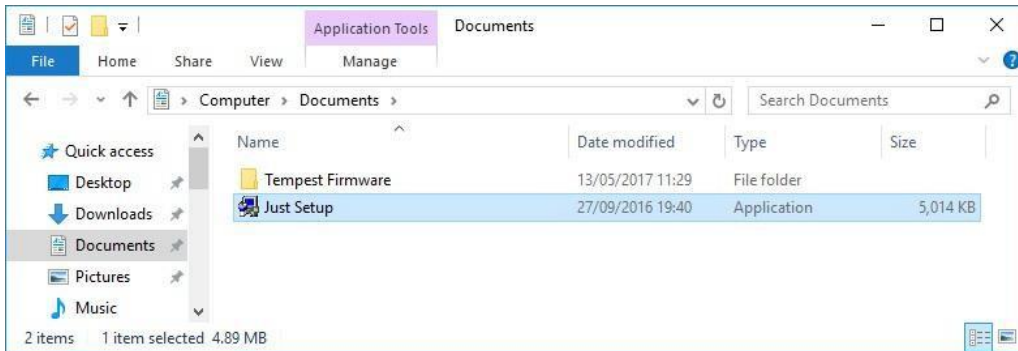 Application Tools Documents
File Home Share View Manage
Computer Documents Search Documents
Name Date modified Type Size
Quick access
Desktop
Downloads
Documents
Pictures
Music
Tempest Firmware 13/05/2017 11:29 File folder
Just Setup 27/09/2016 19:40 Application 5,014 KB
2 items 1 item selected 4.89 MB